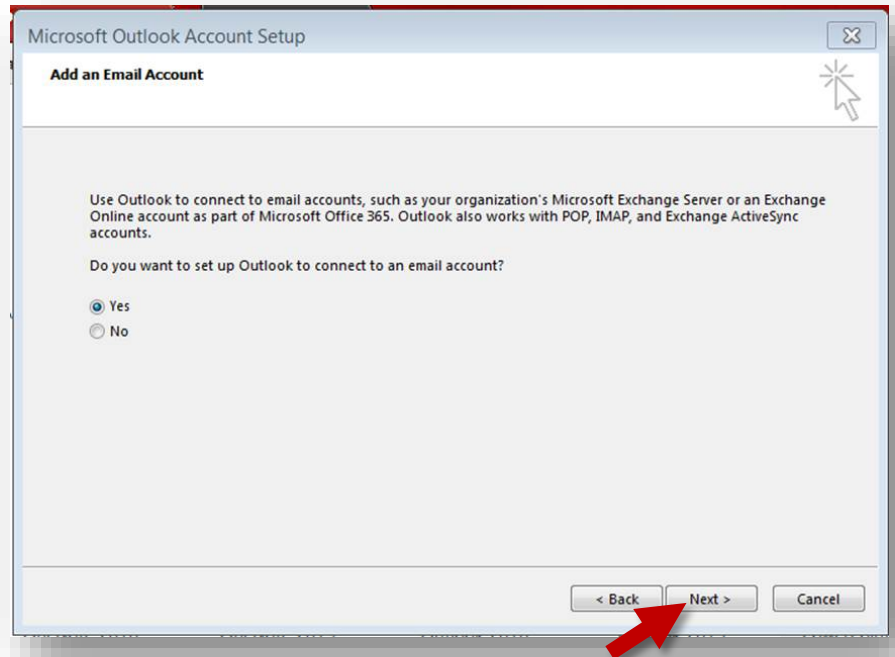 Microsoft Outlook Account Setup
Add an Email Account
Use Outlook to connect to email accounts, such as your organization's Microsoft Exchange Server or an Exchange
Online account as part of Microsoft Office 365. Outlook also works with POP, IMAP, and Exchange ActiveSync
accounts.
Do you want to set up Outlook to connect to an email account?
Yes
No
< Back Next > Cancel